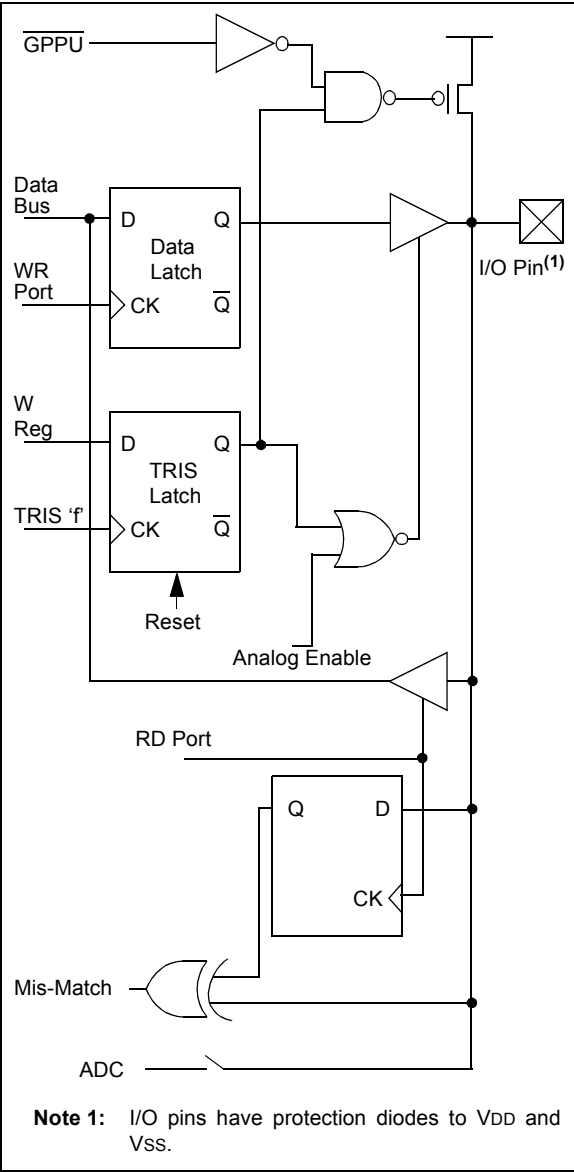 GPPU
Data
Bus
D Q
Data
Latch
I/O Pin(1)
WR
Port
CK Q
W
Reg
D Q
TRIS
Latch
TRIS ‘f’
CK Q
Reset
Analog Enable
RD Port
Q D
CK
Mis-Match
ADC
Note 1: I/O pins have protection diodes to VDD and
VSS.